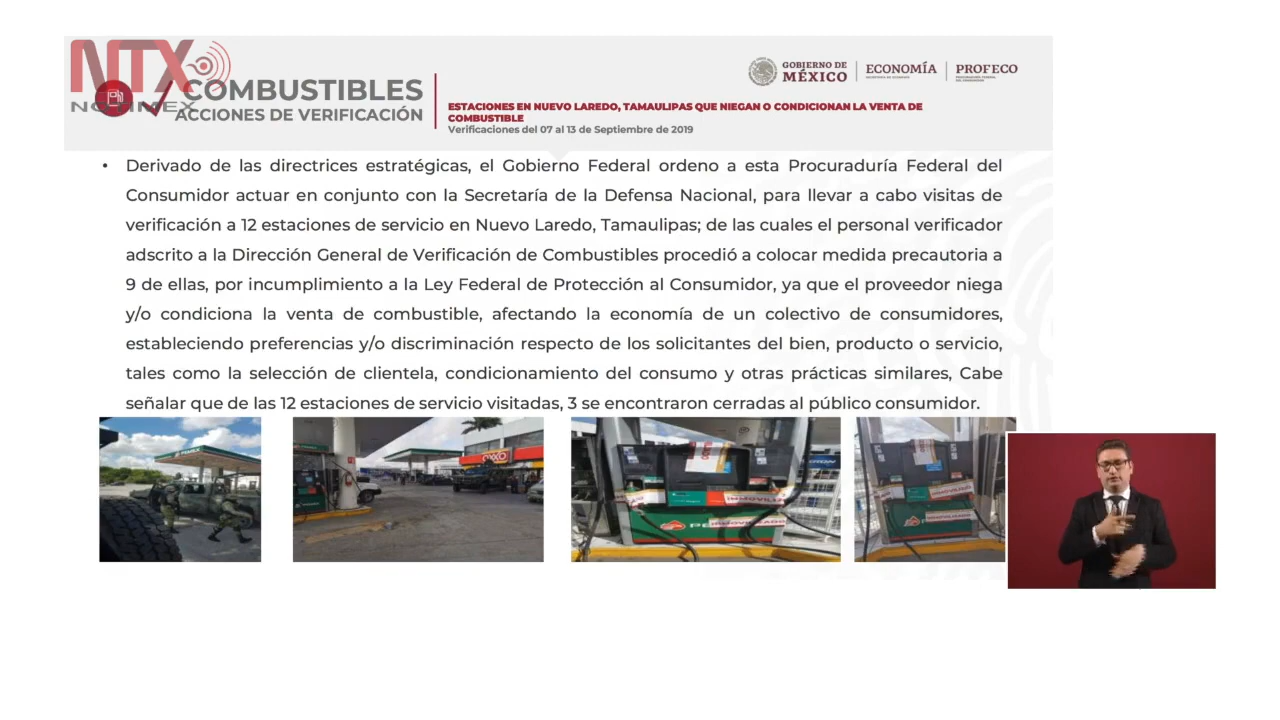 NTX
NOTIMEX
COMBUSTIBLES
ACCIONES DE VERIFICACIÓN
GOBIERNO DE
MÉXICO
ECONOMÍA
PROFECO
ESTACIONES EN NUEVO LAREDO, TAMAULIPAS QUE NIEGAN O CONDICIONAN LA VENTA DE
COMBUSTIBLE
Verificaciones del 07 al 13 de Septiembre de 2019
• Derivado de las directrices estratégicas, el Gobierno Federal ordeno a esta Procuraduría Federal del
Consumidor actuar en conjunto con la Secretaría de la Defensa Nacional, para llevar a cabo visitas de
verificación a 12 estaciones de servicio en Nuevo Laredo, Tamaulipas; de las cuales el personal verificador
adscrito a la Dirección General de Verificación de Combustibles procedió a colocar medida precautoria a
9 de ellas, por incumplimiento a la Ley Federal de Protección al Consumidor, ya que el proveedor niega
y/o condiciona la venta de combustible, afectando la economía de un colectivo de consumidores,
estableciendo preferencias y/o discriminación respecto de los solicitantes del bien, producto o servicio,
tales como la selección de clientela, condicionamiento del consumo y otras prácticas similares, Cabe
señalar que de las 12 estaciones de servicio visitadas, 3 se encontraron cerradas al público consumidor.
PEMEX
OXXO
INMOVILIZADO
INMOVILIZADO